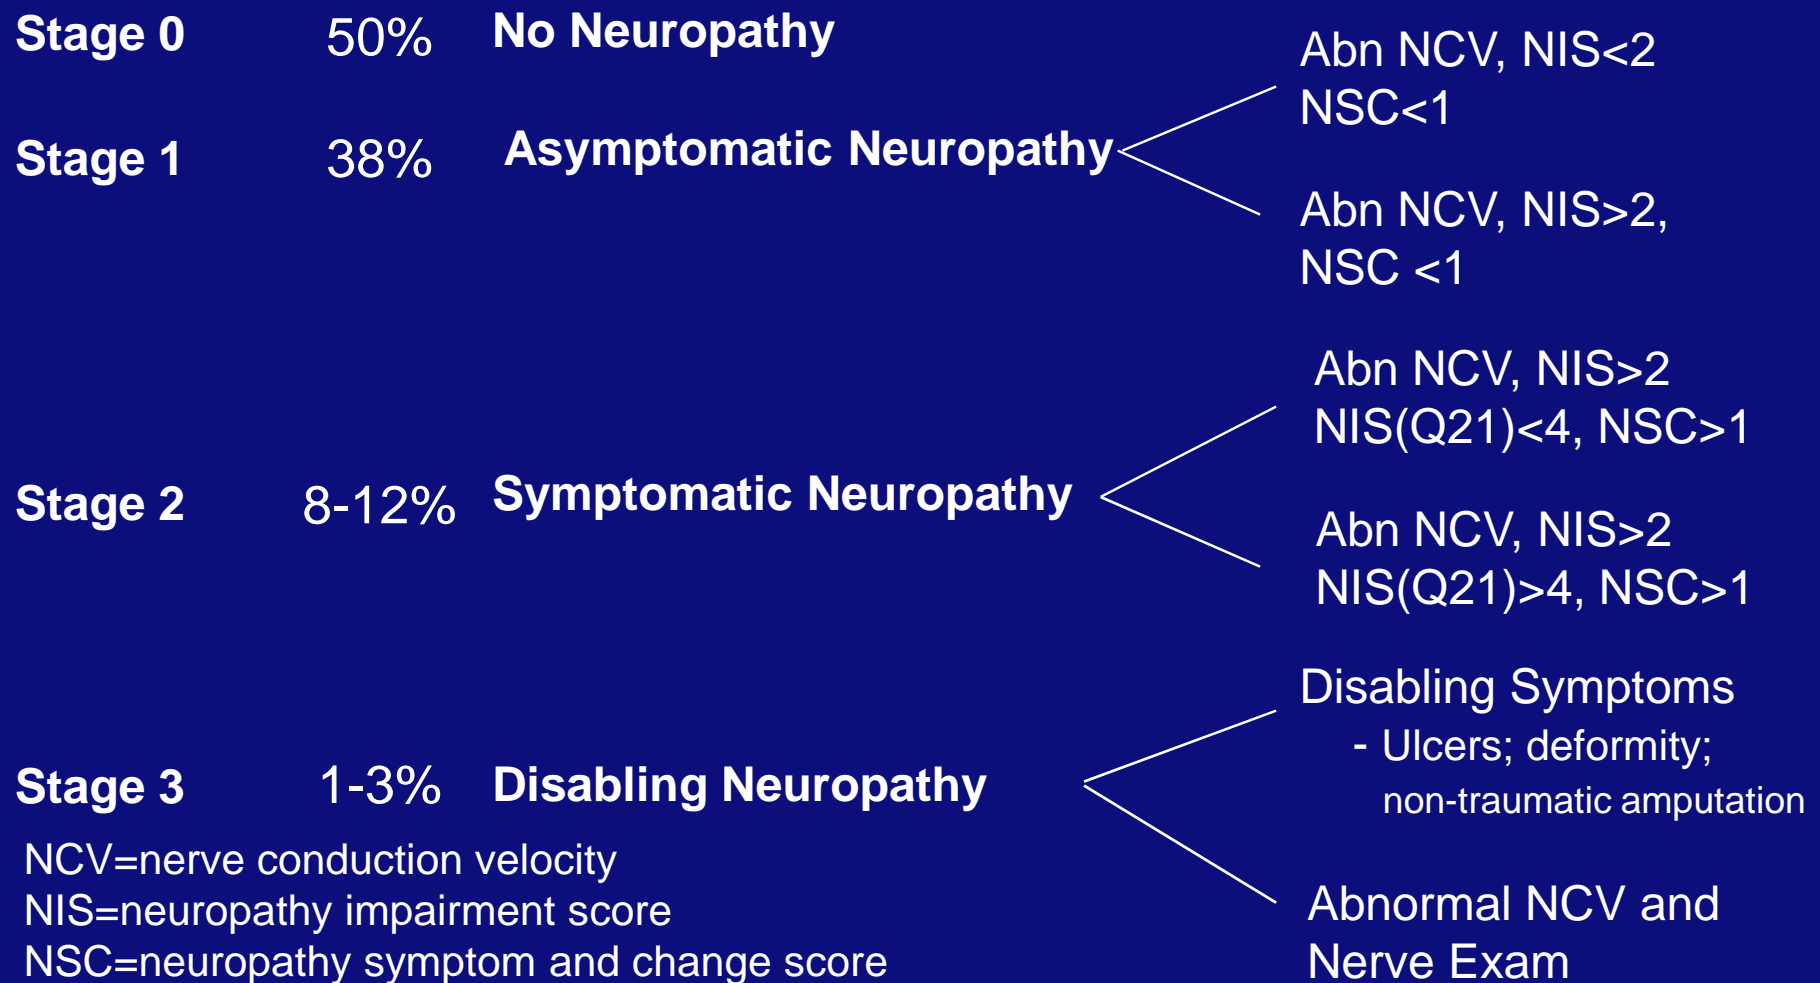 Stage 0 50% No Neuropathy
Abn NCV, NIS<2
NSC<1
Stage 1 38% Asymptomatic Neuropathy
Abn NCV, NIS>2,
NSC <1
Abn NCV, NIS>2
NIS(Q21)<4, NSC>1
Stage 2 8-12% Symptomatic Neuropathy
Abn NCV, NIS>2
NIS(Q21)>4, NSC>1
Disabling Symptoms
- Ulcers; deformity;
non-traumatic amputation
Stage 3 1-3% Disabling Neuropathy
Abnormal NCV and
Nerve Exam
NCV=nerve conduction velocity
NIS=neuropathy impairment score
NSC=neuropathy symptom and change score